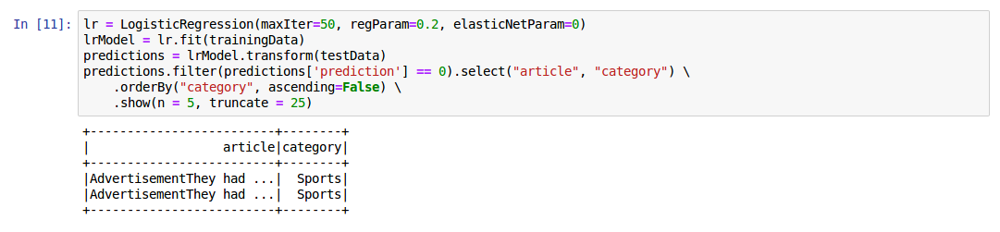 In [11]: lr = LogisticRegression(maxIter=50, regParam=0.2, elasticNetParam=0)
lrModel = lr.fit(trainingData)
predictions = lrModel.transform(testData)
predictions.filter(predictions['prediction'] == 0).select("article", "category") \
    .orderBy("category", ascending=False) \
    .show(n = 5, truncate = 25)
+-------------------------+--------+
|                  article|category|
+-------------------------+--------+
|AdvertisementThey had ...|  Sports|
|AdvertisementThey had ...|  Sports|
+-------------------------+--------+